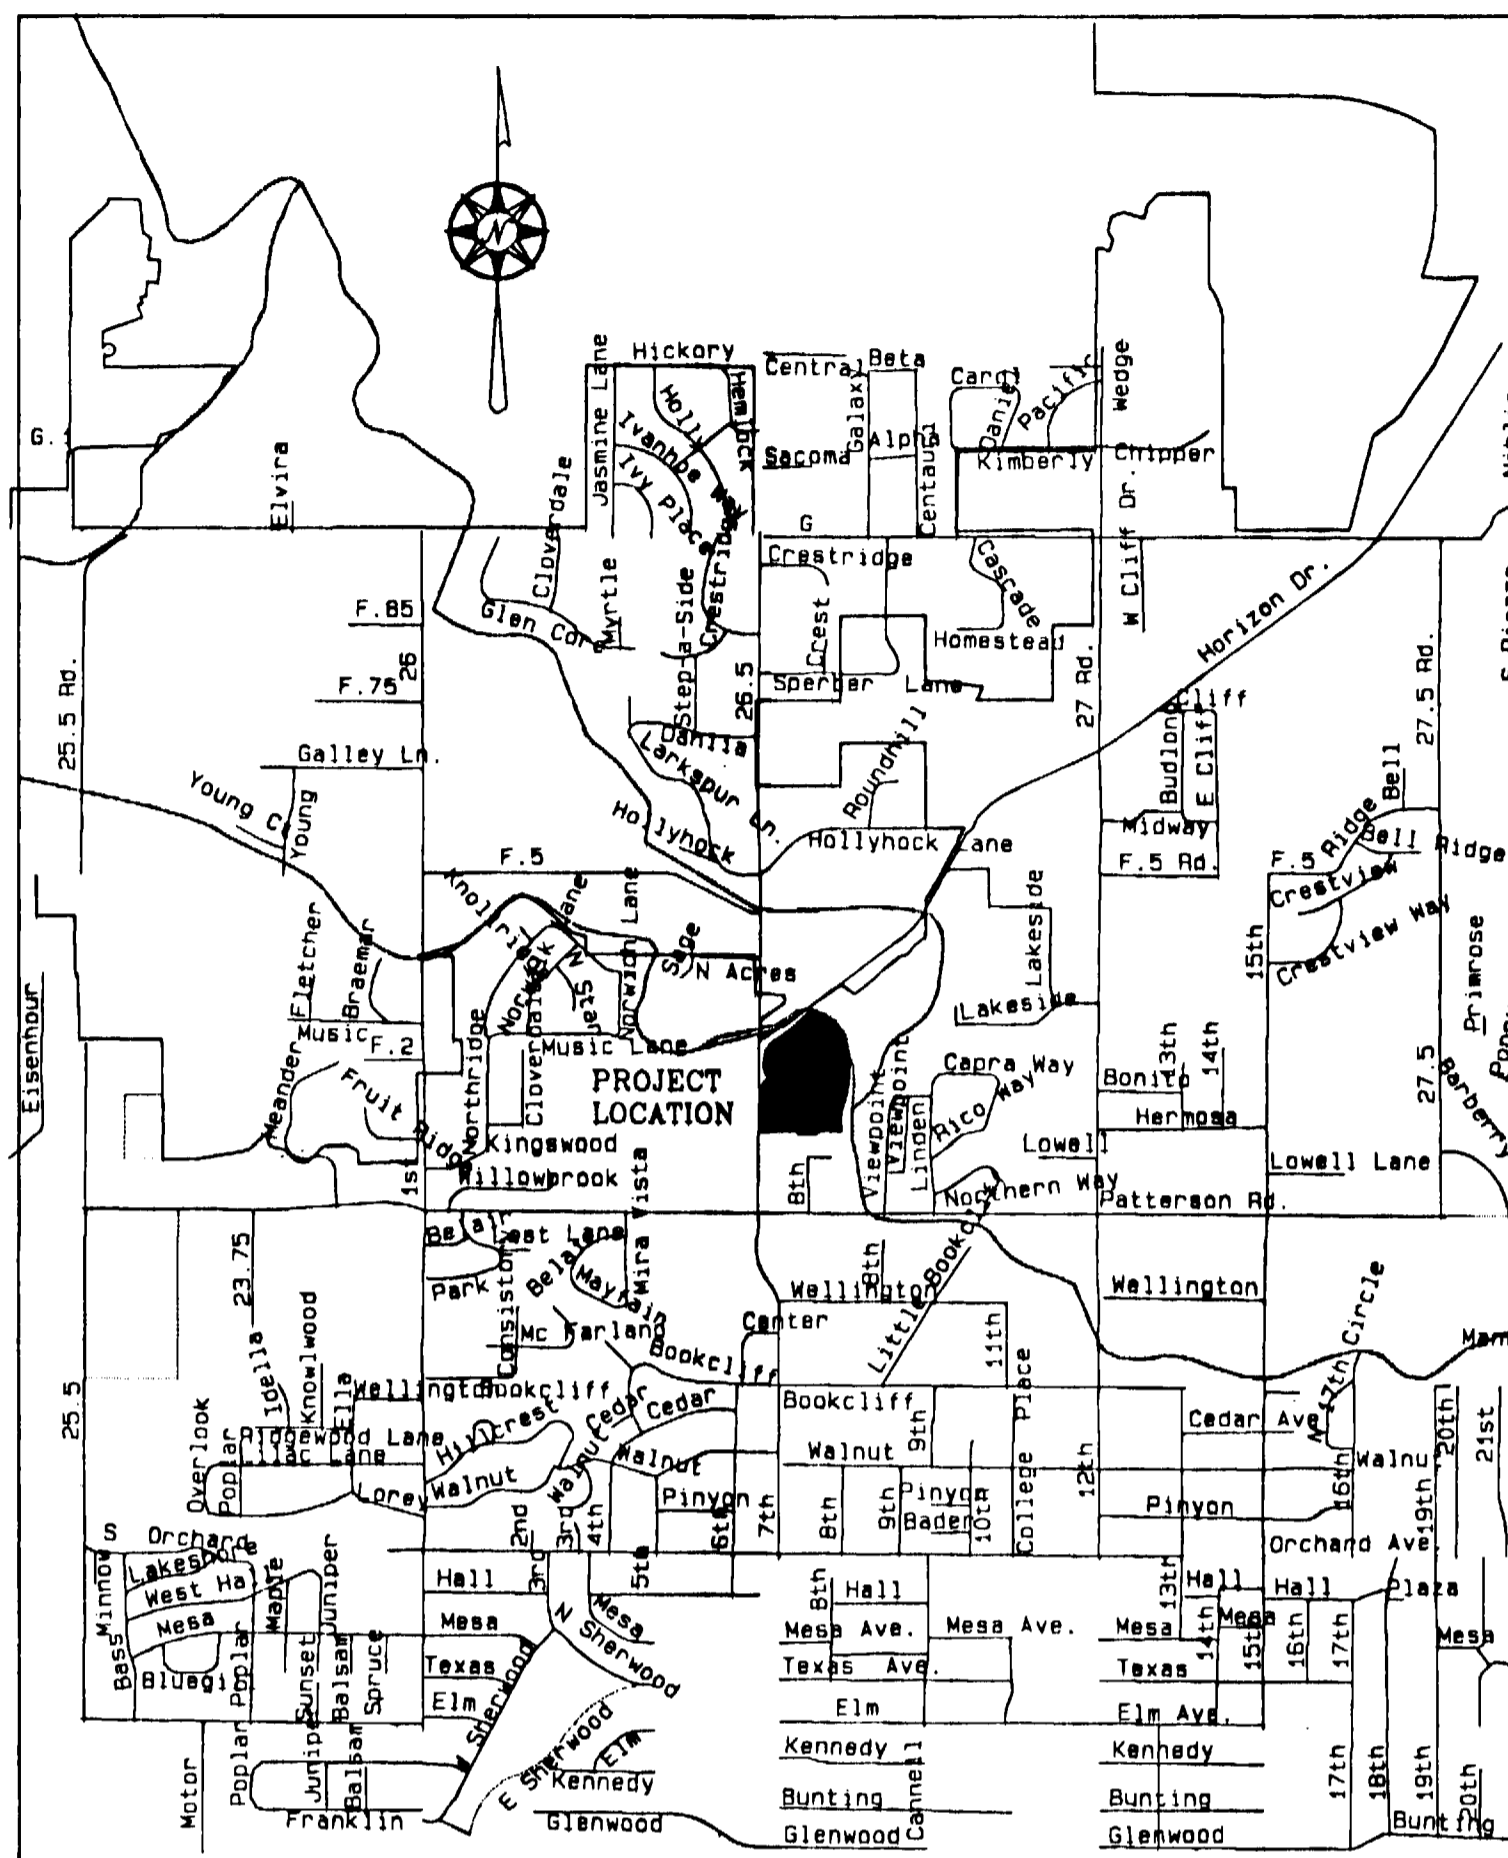 N
Hickory
Central
Beta
Carol
Daniel
Pacific
Wedge
Jasmine Lane
Holly
Hemlock
Galaxy
G.
Elvira
Ivanhoe Way
Ivy Place
Sacoma
Alpha
Centauri
Kimberly
Chipper
Cloverdale
G
W Cliff Dr.
Crestridge
Crestridge
Cascade
Horizon Dr.
F.85
Glen
Myrtle
Step-a-Side
Crest
Homestead
26
F.75
26.5
Sperber Lane
27 Rd.
27.5 Rd.
25.5 Rd.
Cliff
Dahlia
Larkspur Ln.
Roundhill
Budlong
E Cliff
Bell
Galley Ln.
Young
Young
Hollyhock
Hollyhock Lane
Midway
Ridge
Bell Ridge
F.5
F.5 Rd.
F.5
Crestview
Crestview Way
Fletcher
Braemar
Norwich Lane
Sage
N Acres
Lakeside
15th
Primrose
Eisenhour
Norwok
N Star
Lakeside
Music
F.2
Music Lane
Northridge
Cloverdale
Meander
Fruit Ridge
PROJECT
LOCATION
Viewpoint
Viewpoint
Linden
Capra Way
Rico Way
Bonito
13th
14th
27.5
Barberry
Hermosa
Kingswood
Lowell
Lowell Lane
1st
Willowbrook
Mira Vista
8th
Northern Way
Patterson Rd.
Belair
Lest Lane
Park
Belair
Mayfair
8th
Little Bookcliff
23.75
Wellington
Wellington
Consistory
Mc Farland
Center
11th
17th Circle
Idella
Knowlwood
Ella
Bookcliff
College Place
25.5
Wellington
Bookcliff
Cedar
Cedar
Bookcliff
9th
Cedar Ave
20th
21st
Overlook
Poplar
Ridgewood Lane
Lane
Hillcrest
Walnut
Walnut
Walnut
Walnut
12th
16th
Lorey
Pinyon
Pinyon
Baden
Pinyon
2nd
3rd
4th
6th
7th
8th
9th
10th
19th
S
Orchard
Orchard Ave.
Minnow
Lakeshore
West Ha
Maple
Juniper
Hall
3rd
5th
8th
Hall
13th
Hall
Hall
Plaza
Mesa
Mesa
Mesa
N Sherwood
Mesa Ave.
Mesa Ave.
Mesa
14th
Mesa
15th
16th
17th
Mesa
Bass
Poplar
Sunset
Balsam
Spruce
Texas
Texas Ave.
Texas
Elm
W Sherwood
E Sherwood
Elm
Elm
Elm Ave.
Motor
Poplar
Juniper
Balsam
Kennedy
Kennedy
Kennedy
17th
18th
19th
20th
Bunting
Cannell
Bunting
Bunting
Franklin
Glenwood
Glenwood
Glenwood